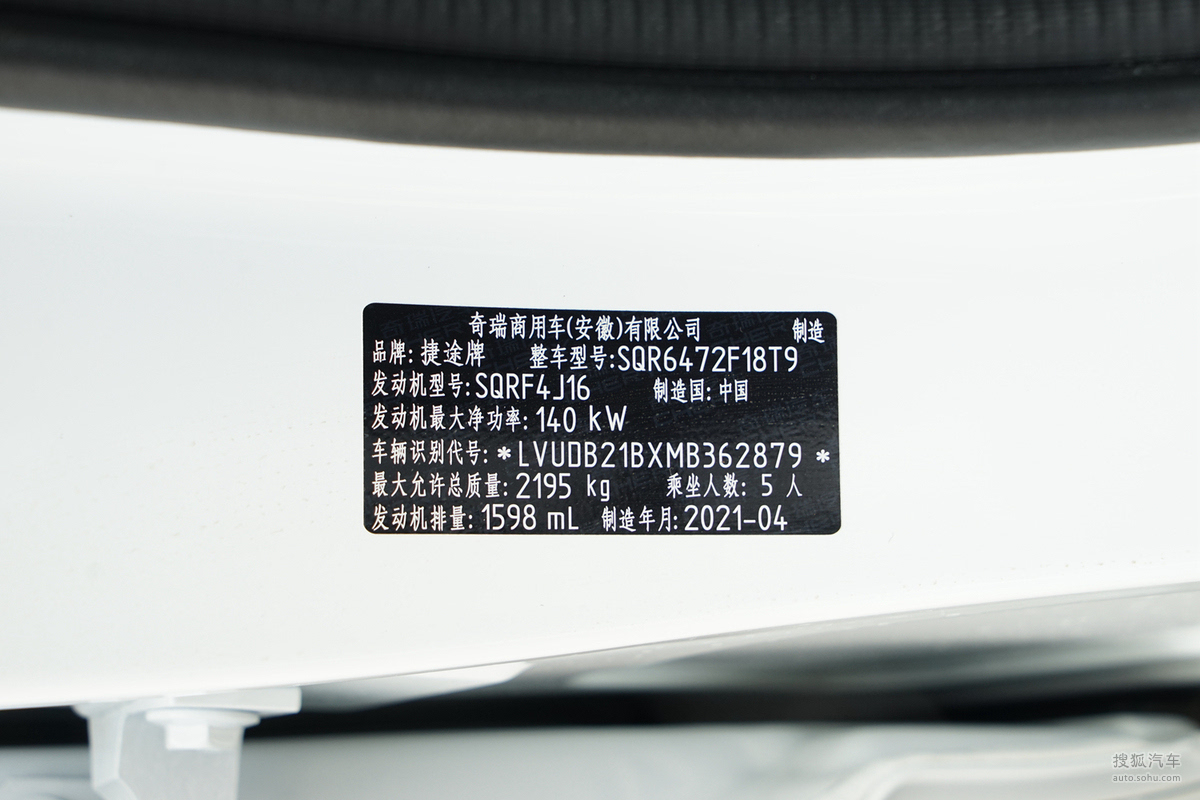 奇瑞商用车(安徽)有限公司 制造
品牌: 捷途牌 整车型号:SQR6472F18T9
发动机型号:SQRF4J16 制造国: 中国
发动机最大净功率: 140 kW
车辆识别代号: *LVUDB21BXMB362879*
最大允许总质量: 2195 kg 乘坐人数: 5 人
发动机排量: 1598 mL 制造年月: 2021-04
搜狐汽车
auto.sohu.com